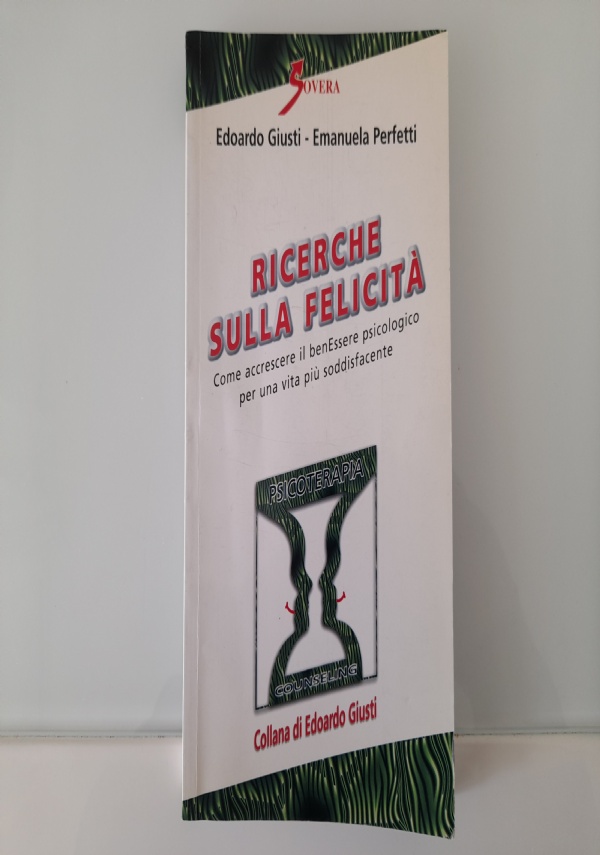 SOVERA
Edoardo Giusti - Emanuela Perfetti
RICERCHE
SULLA FELICITÀ
Come accrescere il benEssere psicologico
per una vita più soddisfacente
PSICOTERAPIA
COUNSELING
Collana di Edoardo Giusti